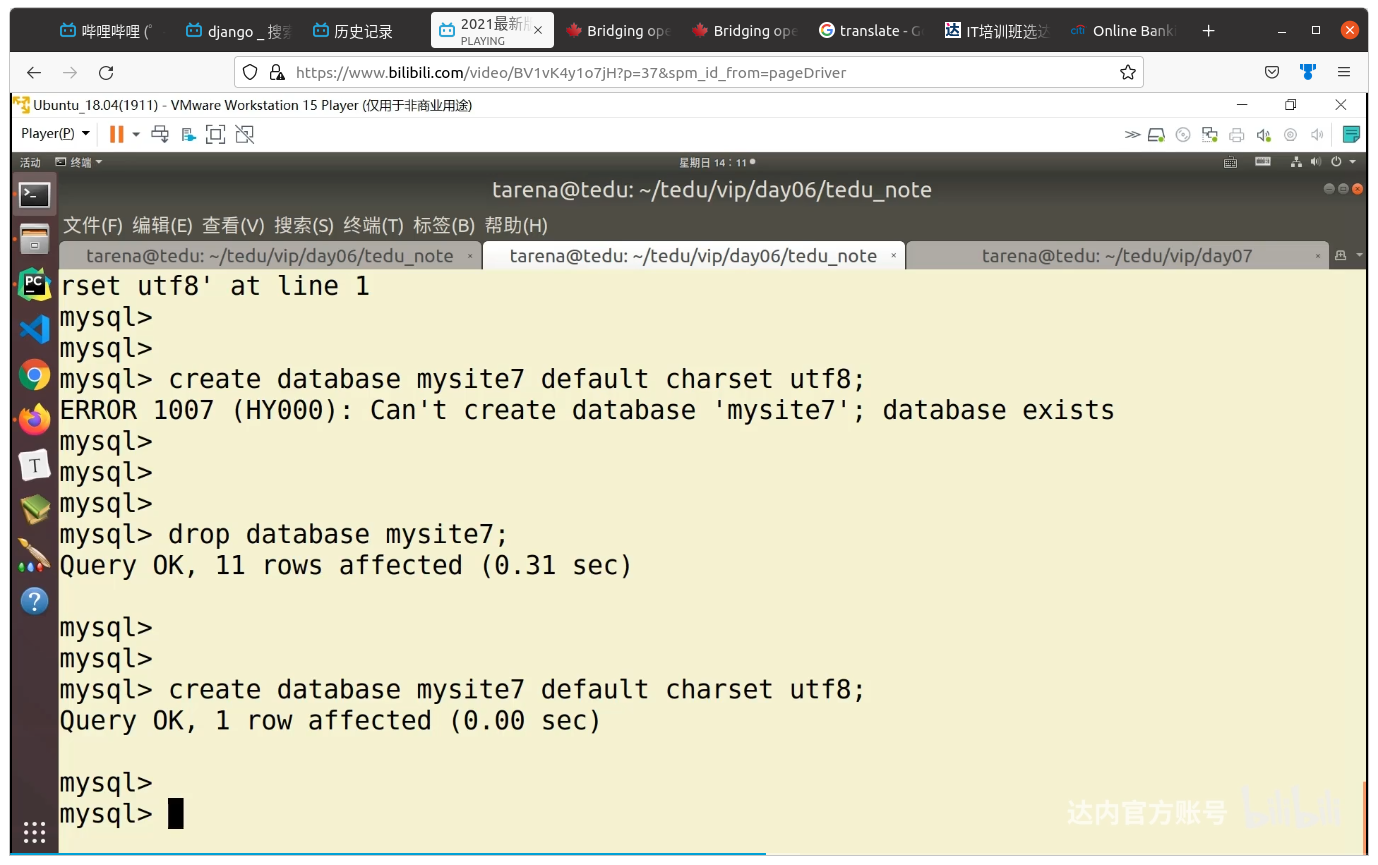 哔哩哔哩 (゜
django _ 搜索
历史记录
2021最新版
PLAYING
Bridging ope
Bridging ope
translate - G
IT培训班选达
citi Online Bank
https://www.bilibili.com/video/BV1vK4y1o7jH?p=37&spm_id_from=pageDriver
Ubuntu_18.04(1911) - VMware Workstation 15 Player (仅用于非商业用途)
Player(P)
活动 终端 星期日 14：11
tarena@tedu: ~/tedu/vip/day06/tedu_note
文件(F) 编辑(E) 查看(V) 搜索(S) 终端(T) 标签(B) 帮助(H)
tarena@tedu: ~/tedu/vip/day06/tedu_note
tarena@tedu: ~/tedu/vip/day06/tedu_note
tarena@tedu: ~/tedu/vip/day07
rset utf8' at line 1
mysql>
mysql>
mysql> create database mysite7 default charset utf8;
ERROR 1007 (HY000): Can't create database 'mysite7'; database exists
mysql>
mysql>
mysql>
mysql> drop database mysite7;
Query OK, 11 rows affected (0.31 sec)
mysql>
mysql>
mysql> create database mysite7 default charset utf8;
Query OK, 1 row affected (0.00 sec)
mysql>
mysql>
达内官方账号 bilibili